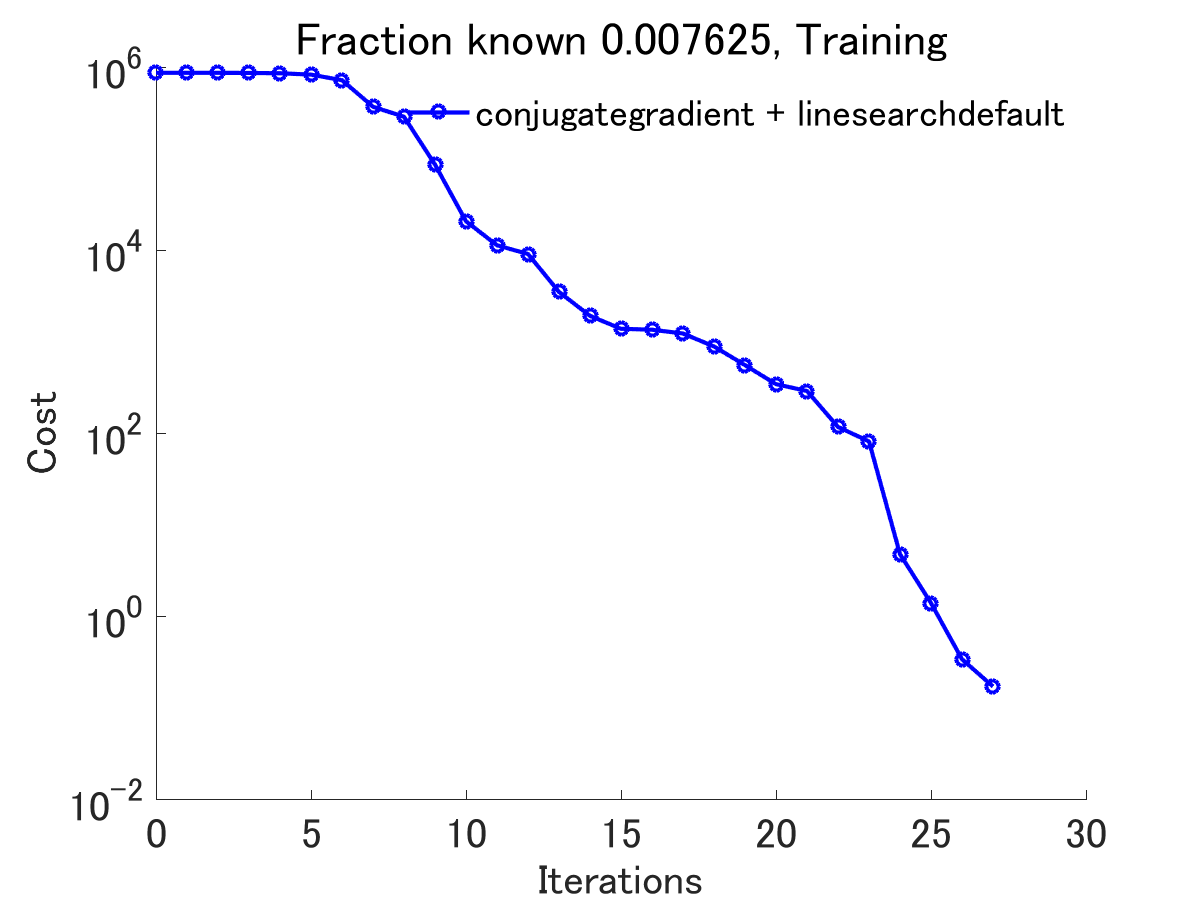 Fraction known 0.007625, Training
conjugategradient + linesearchdefault
10^6
10^4
10^2
10^0
10^-2
Cost
0 5 10 15 20 25 30
Iterations